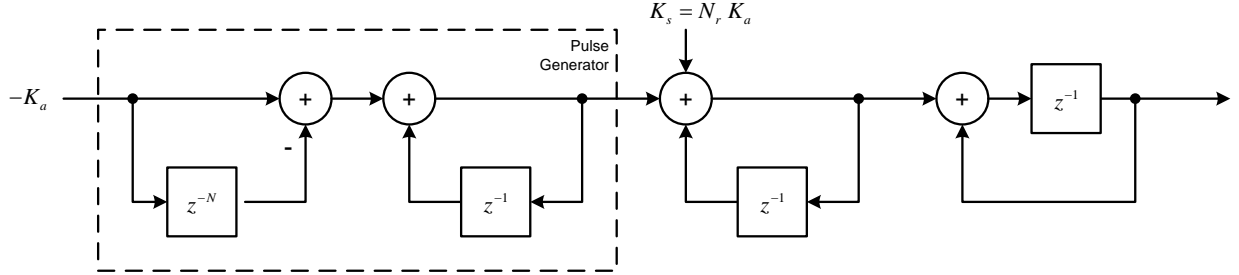 K_s = N_r K_a
Pulse
Generator
−K_a
+
+
+
+
z^{-1}
-
z^{-N}
z^{-1}
z^{-1}